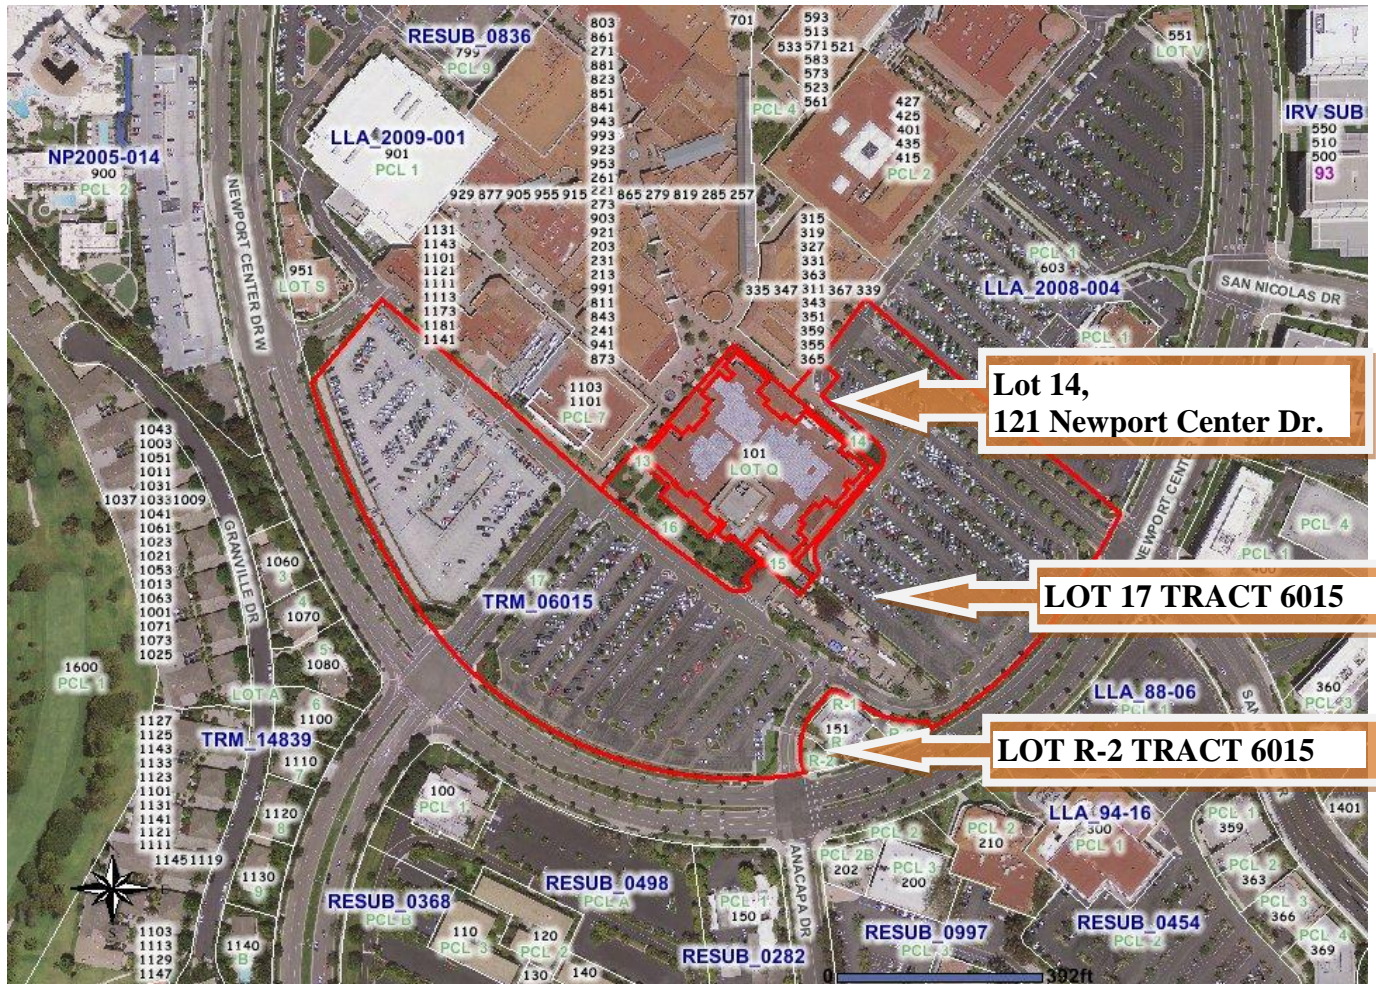 RESUB_0836
799
PCL 9
803
861
271
881
823
851
841
943
993
923
953
261
221
273
903
921
203
231
213
991
811
843
241
941
873
701
593
513
533 571 521
583
573
523
561
PCL 4
551
LOT V
427
425
401
435
415
PCL 2
IRV SUB
550
510
500
93
NP2005-014
900
PCL 2
LLA_2009-001
901
PCL 1
929 877 905 955 915
865 279 819 285 257
NEWPORT CENTER DR W
951
LOT S
1131
1143
1101
1121
1111
1113
1173
1181
1141
315
319
327
331
363
335 347 311 367 339
343
351
359
355
365
PCL 1
603
LLA_2008-004
SAN NICOLAS DR
PCL 1
Lot 14,
121 Newport Center Dr.
1103
1101
PCL 7
101
LOT Q
13
14
15
16
17
TRM_06015
NEWPORT CENTER
PCL 4
PCL 1
LOT 17 TRACT 6015
1043
1003
1051
1011
1031
1037 1033 1009
1041
1061
1023
1021
1053
1013
1063
1001
1071
1073
1025
GRANVILLE DR
1060
3
4
1070
5
1080
1600
PCL 1
LOT A
6
1100
TRM_14839
1110
7
1127
1125
1143
1133
1123
1101
1131
1141
1121
1111
1145 1119
1120
8
1130
9
1140
B
1103
1113
1129
1147
R-1
151
R-2
LLA_88-06
PCL 1
360
PCL 3
LOT R-2 TRACT 6015
100
PCL 1
LLA_94-16
300
PCL 1
PCL 2
210
PCL 2
PCL 2B
202
PCL 3
200
PCL 1
359
1401
PCL 2
363
PCL 3
366
PCL 4
369
RESUB_0368
PCL B
RESUB_0498
PCL A
110
PCL 3
120
PCL 2
130
140
PCL 1
150
RESUB_0282
ANACAPA DR
RESUB_0997
PCL 3
RESUB_0454
PCL 2
0
392ft